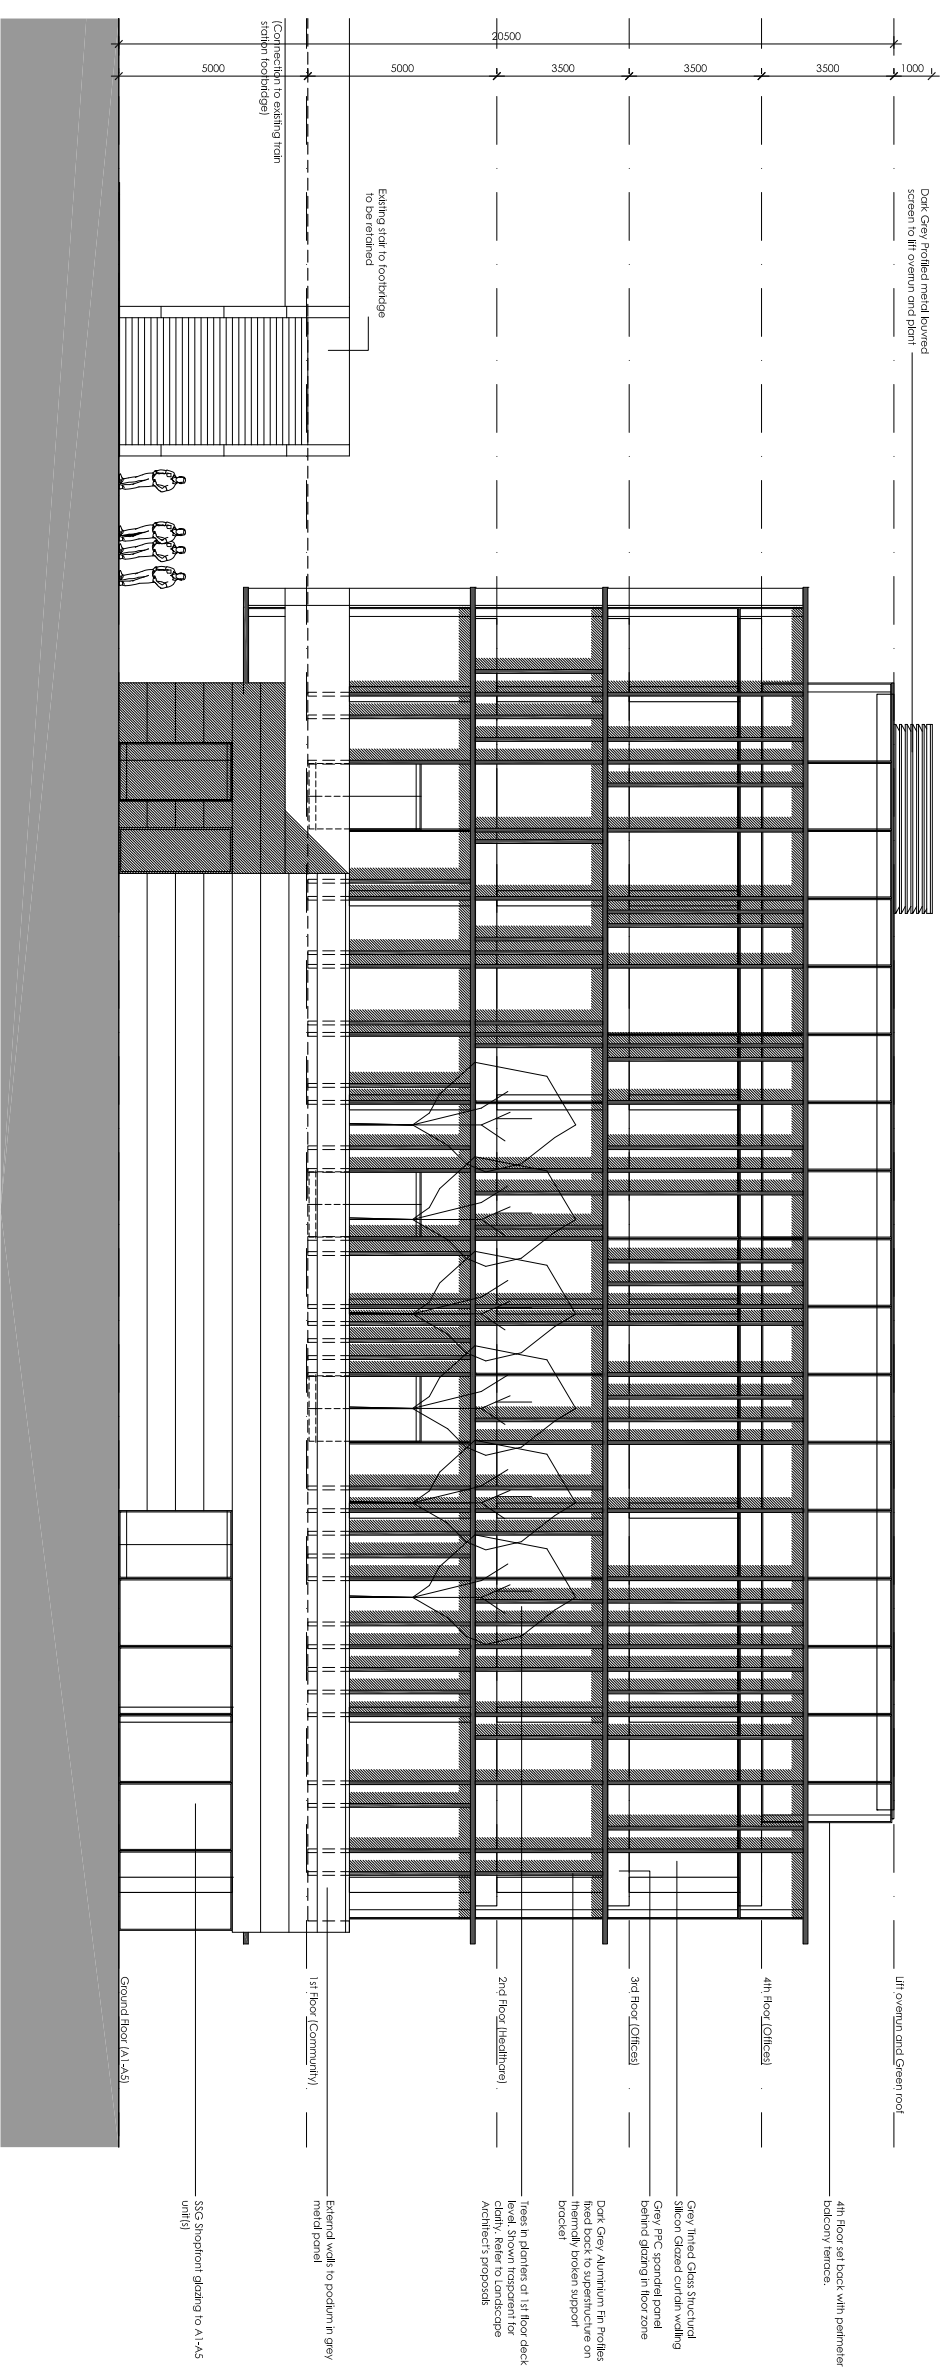 20500
5000
5000
3500
3500
3500
1000
(Connection to existing train
station footbridge)
Existing stair to footbridge
to be retained
Dark Grey Profiled metal louvred
screen to lift overrun and plant
Lift overrun and Green roof
4th Floor (Offices)
3rd Floor (Offices)
2nd Floor (Healthare)
1st Floor (Community)
Ground Floor (A1-A5)
4th Floor set back with perimeter
balcony terrace.
Grey Tinted Glass Structural
Silicon Glazed curtain walling
Grey PPC spandrel panel
behind glazing in floor zone
Dark Grey Aluminium Fin Profiles
fixed back to superstructure on
thermally broken support
bracket
Trees in planters at 1st floor deck
level. Shown trasparent for
clarity. Refer to Landscape
Architect's proposals
External walls to podium in grey
metal panel
SSG Shopfront glazing to A1-A5
unit(s)